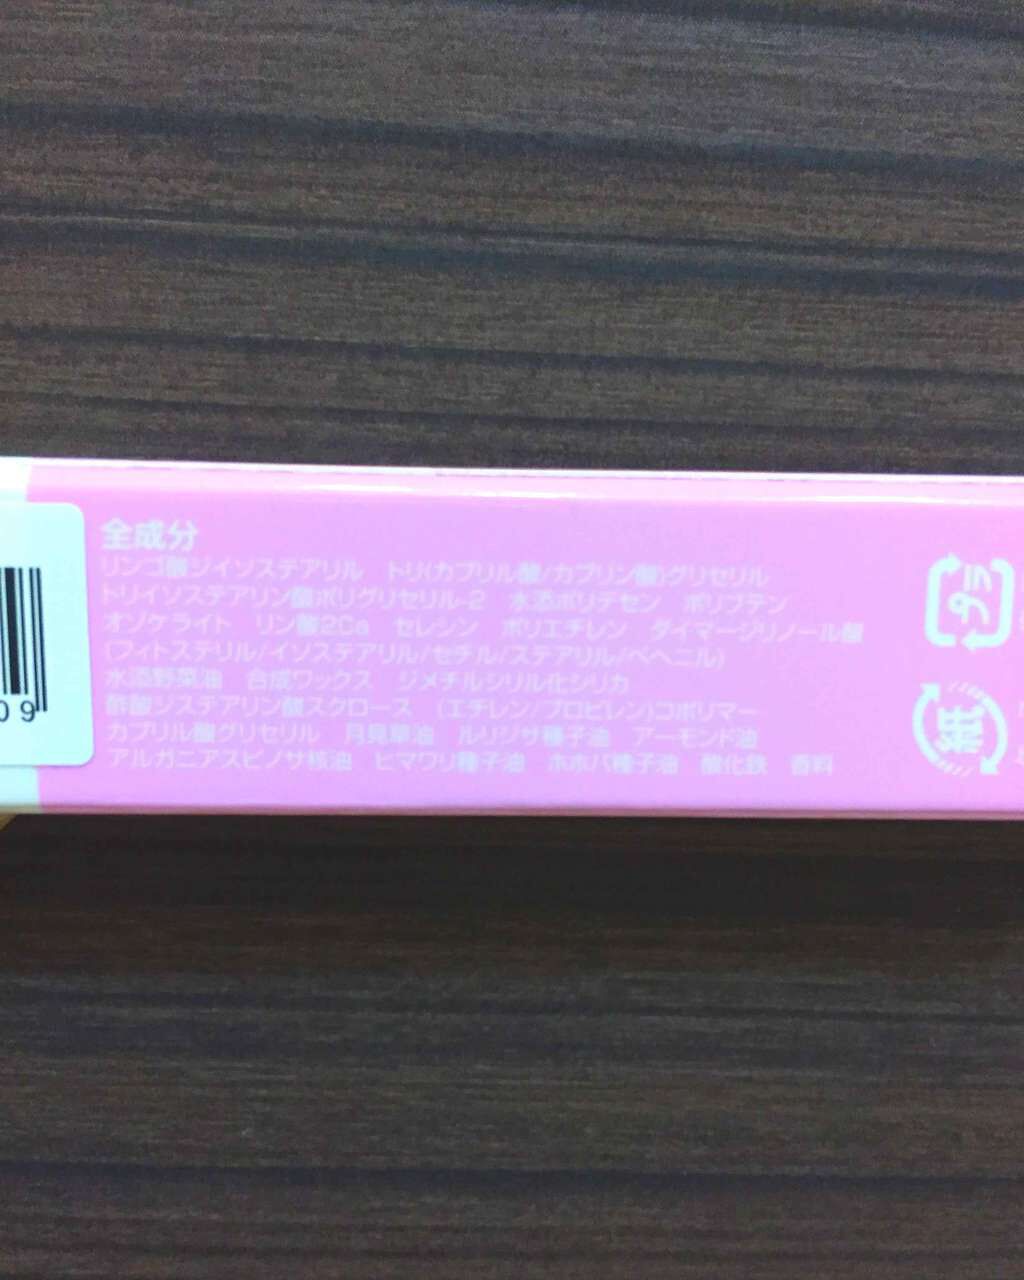 全成分
リンゴ酸ジイソステアリル　トリ(カプリル酸/カプリン酸)グリセリル
トリイソステアリン酸ポリグリセリル-2　水添ポリデセン　ポリブテン
オゾケライト　リン酸2Ca　セレシン　ポリエチレン　ダイマージリノール酸
(フィトステリル/イソステアリル/セチル/ステアリル/ベヘニル)
水添野菜油　合成ワックス　ジメチルシリル化シリカ
酢酸ジステアリン酸スクロース　(エチレン/プロピレン)コポリマー
カプリル酸グリセリル　月見草油　ルリジサ種子油　アーモンド油
アルガニアスピノサ核油　ヒマワリ種子油　ホホバ種子油　酸化鉄　香料
09
プラ
紙